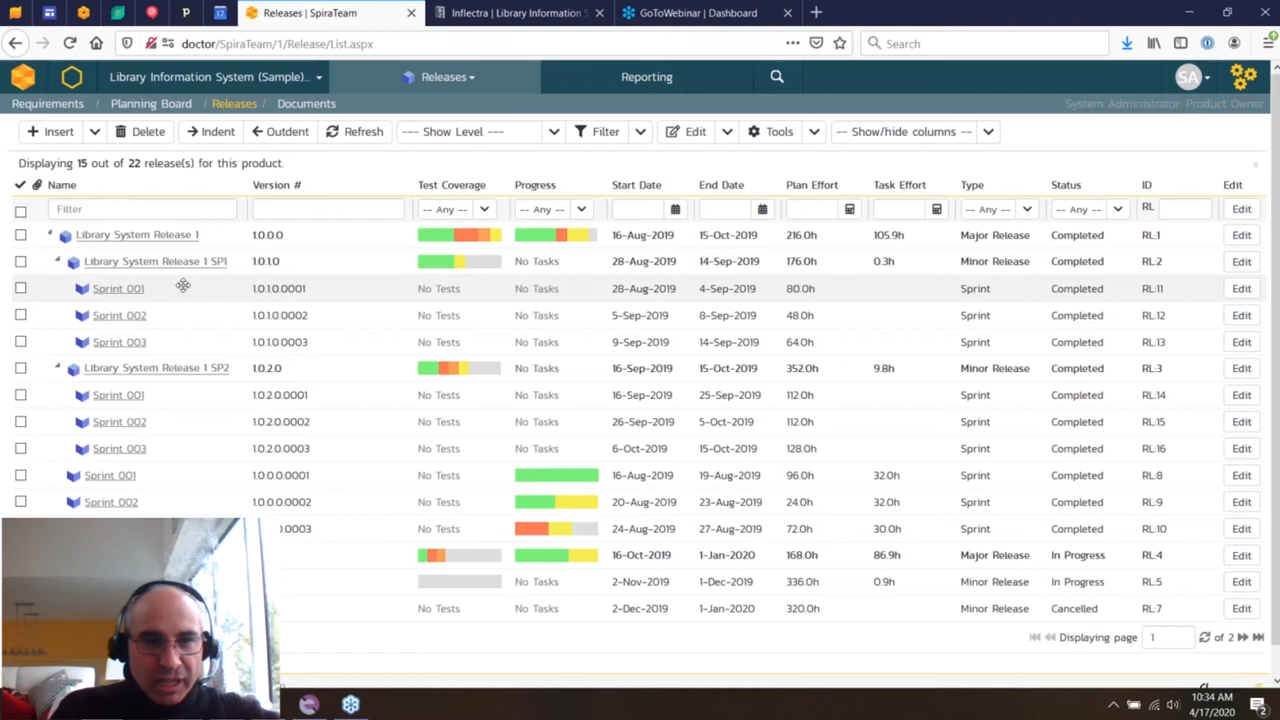 Releases | SpiraTeam
Inflectra | Library Information S
GoToWebinar | Dashboard
17
doctor/SpiraTeam/1/Release/List.aspx
Search
Library Information System (Sample)...
Releases
Reporting
SA
Requirements / Planning Board / Releases / Documents
System Administrator: Product Owner
Insert
Delete
Indent
Outdent
Refresh
--- Show Level ---
Filter
Edit
Tools
-- Show/hide columns --
Displaying 15 out of 22 release(s) for this product.
Name Version # Test Coverage Progress Start Date End Date Plan Effort Task Effort Type Status ID Edit
Filter -- Any -- -- Any -- -- Any -- -- Any -- RL Edit
Library System Release 1 1.0.0.0 16-Aug-2019 15-Oct-2019 216.0h 105.9h Major Release Completed RL:1 Edit
Library System Release 1 SP1 1.0.1.0 No Tasks 28-Aug-2019 14-Sep-2019 176.0h 0.3h Minor Release Completed RL:2 Edit
Sprint 001 1.0.1.0.0001 No Tests No Tasks 28-Aug-2019 4-Sep-2019 80.0h Sprint Completed RL:11 Edit
Sprint 002 1.0.1.0.0002 No Tests No Tasks 5-Sep-2019 8-Sep-2019 48.0h Sprint Completed RL:12 Edit
Sprint 003 1.0.1.0.0003 No Tests No Tasks 9-Sep-2019 14-Sep-2019 64.0h Sprint Completed RL:13 Edit
Library System Release 1 SP2 1.0.2.0 No Tasks 16-Sep-2019 15-Oct-2019 352.0h 9.8h Minor Release Completed RL:3 Edit
Sprint 001 1.0.2.0.0001 No Tests No Tasks 16-Sep-2019 25-Sep-2019 112.0h Sprint Completed RL:14 Edit
Sprint 002 1.0.2.0.0002 No Tests No Tasks 26-Sep-2019 5-Oct-2019 112.0h Sprint Completed RL:15 Edit
Sprint 003 1.0.2.0.0003 No Tests No Tasks 6-Oct-2019 15-Oct-2019 128.0h Sprint Completed RL:16 Edit
Sprint 001 1.0.0.0.0001 No Tests 16-Aug-2019 19-Aug-2019 96.0h 32.0h Sprint Completed RL:8 Edit
Sprint 002 1.0.0.0.0002 No Tests 20-Aug-2019 23-Aug-2019 24.0h 32.0h Sprint Completed RL:9 Edit
).0003 No Tests 24-Aug-2019 27-Aug-2019 72.0h 30.0h Sprint Completed RL:10 Edit
16-Oct-2019 1-Jan-2020 168.0h 86.9h Major Release In Progress RL:4 Edit
No Tasks 2-Nov-2019 1-Dec-2019 336.0h 0.9h Minor Release In Progress RL:5 Edit
No Tests No Tasks 2-Dec-2019 1-Jan-2020 320.0h Minor Release Cancelled RL:7 Edit
Displaying page 1 of 2
10:34 AM
4/17/2020
2